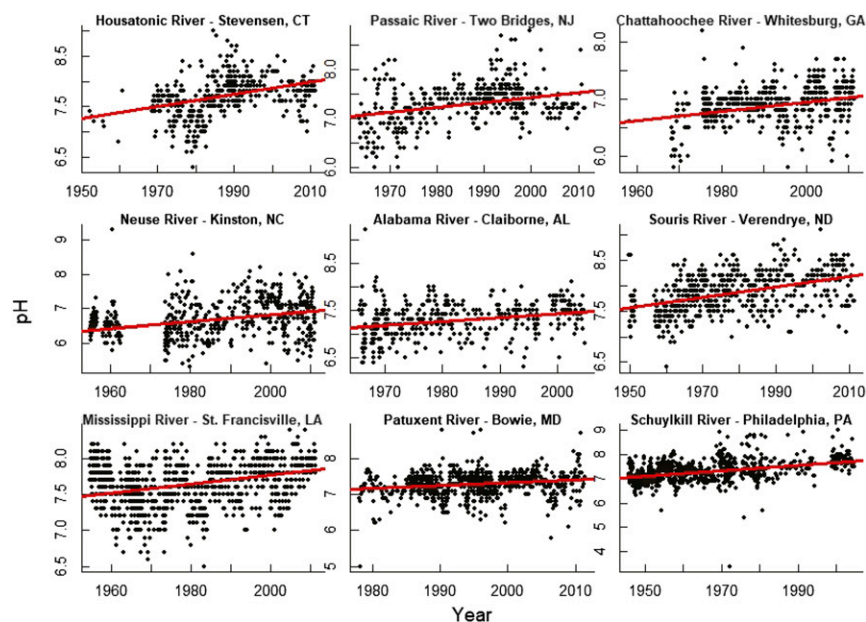 Housatonic River - Stevensen, CT
Passaic River - Two Bridges, NJ
Chattahoochee River - Whitesburg, GA
6.5 7.5 8.5
1950 1970 1990 2010
6.0 7.0 8.0
1970 1980 1990 2000 2010
6.0 7.0 8.0
1960 1980 2000
Neuse River - Kinston, NC
Alabama River - Claiborne, AL
Souris River - Verendrye, ND
pH
6 7 8 9
1960 1980 2000
6.5 7.5 8.5
1970 1980 1990 2000
6.5 7.5 8.5
1950 1970 1990 2010
Mississippi River - St. Francisville, LA
Patuxent River - Bowie, MD
Schuylkill River - Philadelphia, PA
6.5 7.0 7.5 8.0
1960 1980 2000
5 6 7 8
1980 1990 2000 2010
4 6 7 8 9
1950 1970 1990
Year